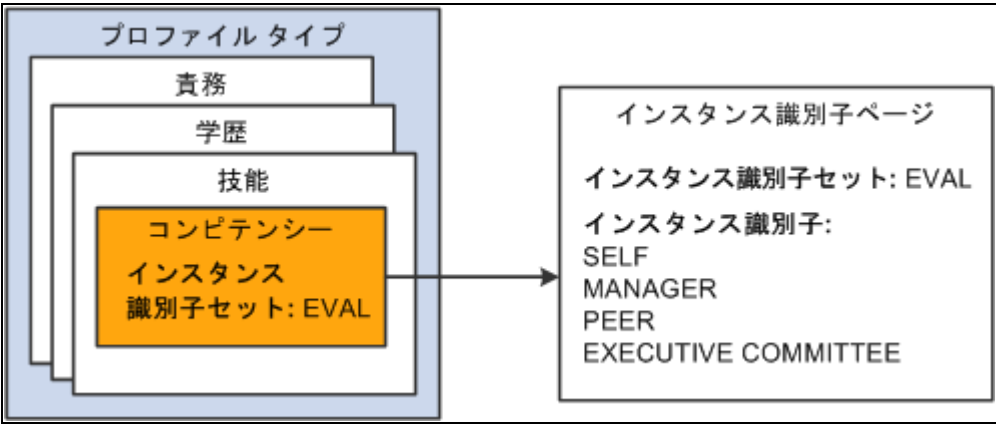 プロファイル タイプ
責務
学歴
技能
コンピテンシー
インスタンス
識別子セット: EVAL
インスタンス識別子ページ
インスタンス識別子セット: EVAL
インスタンス識別子:
SELF
MANAGER
PEER
EXECUTIVE COMMITTEE